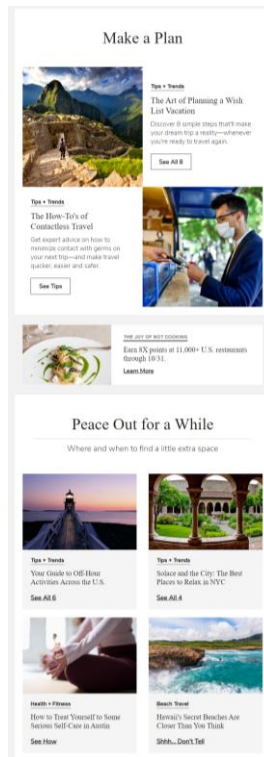 Make a Plan
Tips + Trends
The Art of Planning a Wish
List Vacation
Discover 8 simple steps that'll make
your dream trip a reality—whenever
you're ready to travel again.
See All 8
Tips + Trends
The How-To's of
Contactless Travel
Get expert advice on how to
minimize contact with germs on
your next trip—and make travel
quicker, easier and safer.
See Tips
THE JOY OF NOT COOKING
Earn 8X points at 11,000+ U.S. restaurants
through 10/31.
Learn More
Peace Out for a While
Where and when to find a little extra space
Tips + Trends
Your Guide to Off-Hour
Activities Across the U.S.
See All 6
Tips + Trends
Solace and the City: The Best
Places to Relax in NYC
See All 4
Health + Fitness
How to Treat Yourself to Some
Serious Self-Care in Austin
See How
Beach Travel
Hawaii's Secret Beaches Are
Closer Than You Think
Shhh... Don't Tell